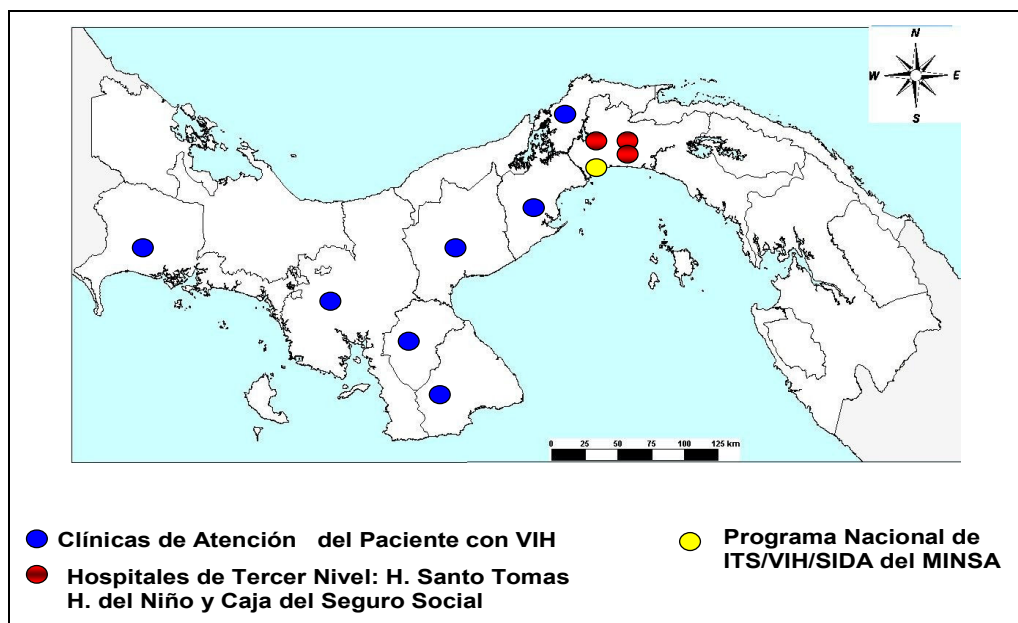 N
W E
S
0 25 50 75 100 125 km
Clínicas de Atención del Paciente con VIH
Hospitales de Tercer Nivel: H. Santo Tomas
H. del Niño y Caja del Seguro Social
Programa Nacional de
ITS/VIH/SIDA del MINSA